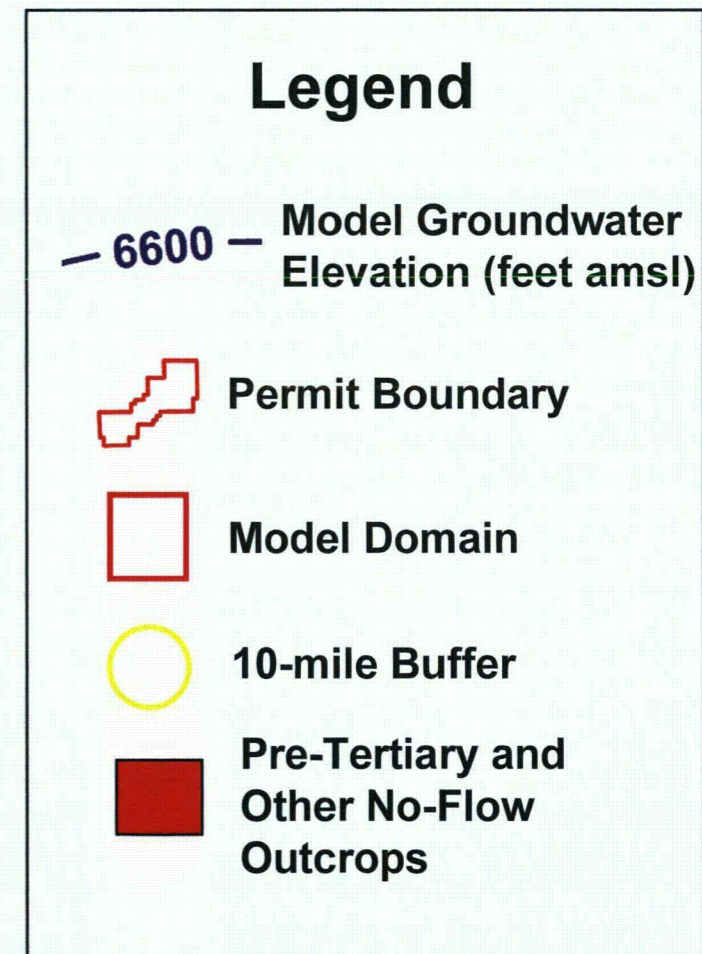 Legend
— 6600 — Model Groundwater
Elevation (feet amsl)
Permit Boundary
Model Domain
10-mile Buffer
Pre-Tertiary and
Other No-Flow
Outcrops